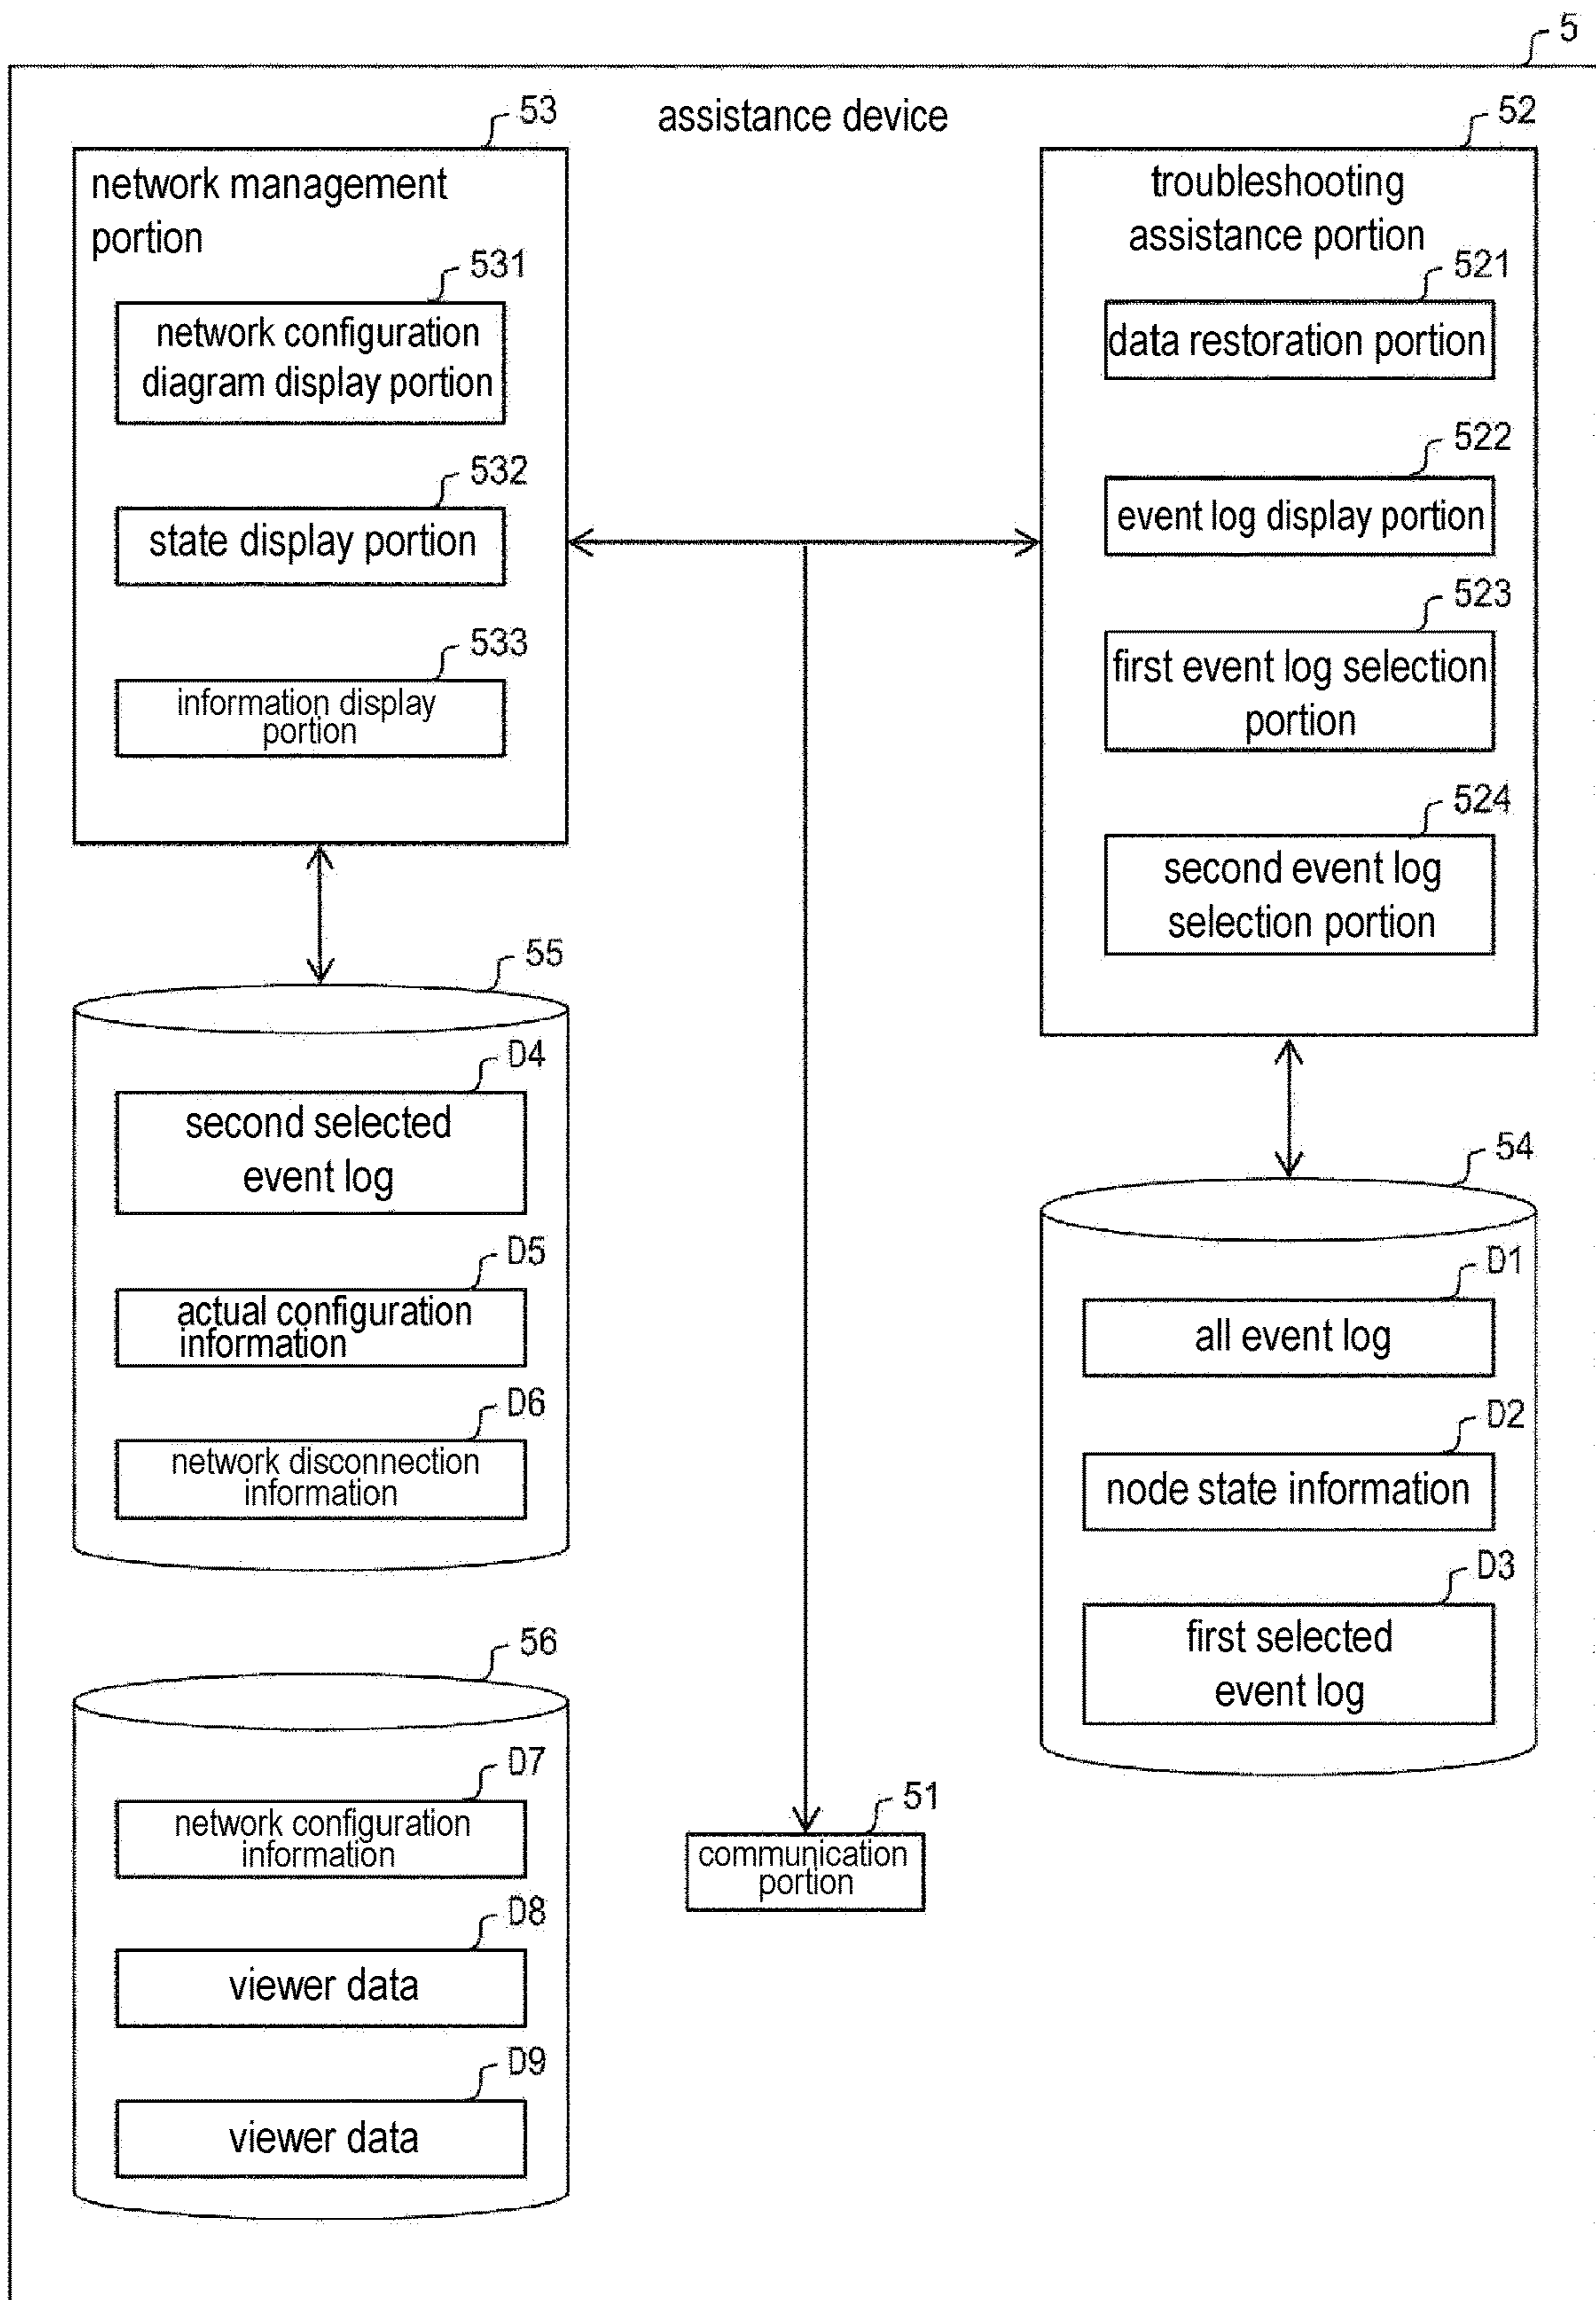 5
assistance device
53
network management
portion
531
network configuration
diagram display portion
532
state display portion
533
information display
portion
52
troubleshooting
assistance portion
521
data restoration portion
522
event log display portion
523
first event log selection
portion
524
second event log
selection portion
55
D4
second selected
event log
D5
actual configuration
information
D6
network disconnection
information
54
D1
all event log
D2
node state information
D3
first selected
event log
56
D7
network configuration
information
D8
viewer data
D9
viewer data
51
communication
portion